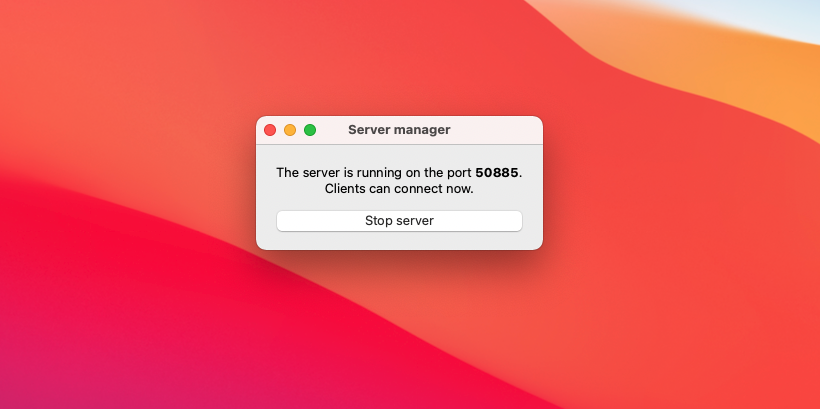 Server manager
The server is running on the port 50885.
Clients can connect now.
Stop server